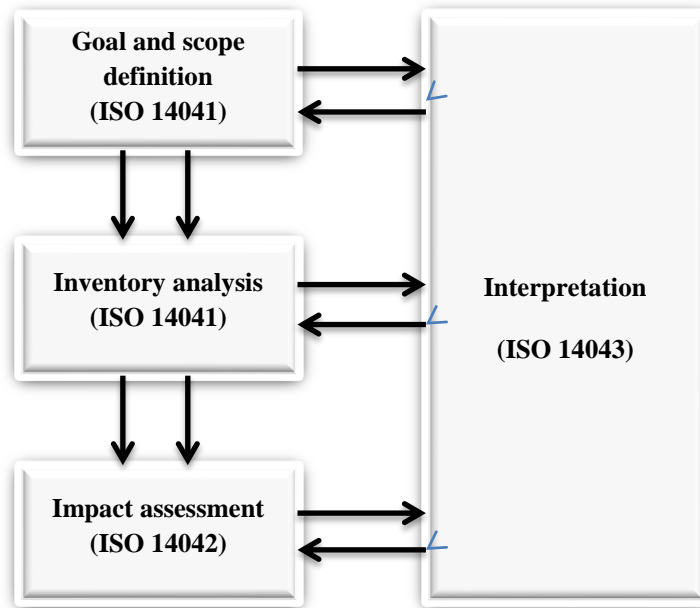 Goal and scope
definition
(ISO 14041)
Inventory analysis
(ISO 14041)
Impact assessment
(ISO 14042)
Interpretation
(ISO 14043)